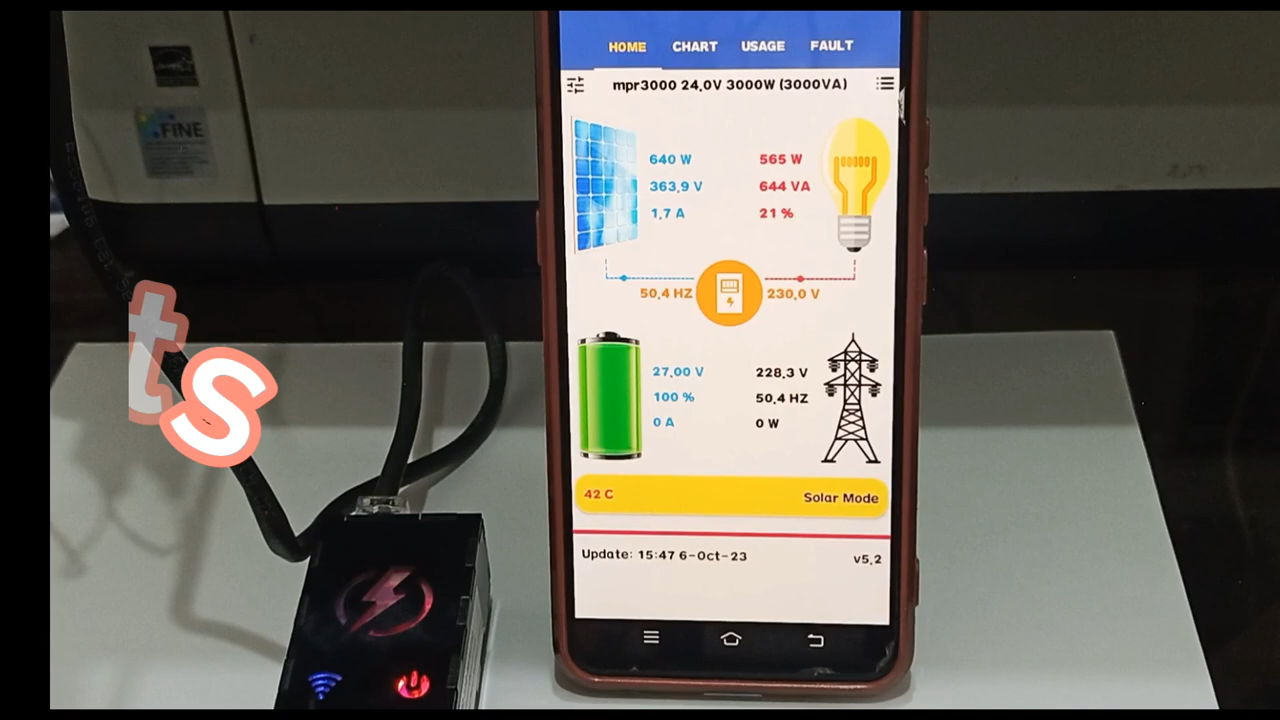 HOME CHART USAGE FAULT
mpr3000 24.0V 3000W (3000VA)
.FINE
640 W 565 W
363.9 V 644 VA
1.7 A 21 %
50.4 HZ 230.0 V
ts
27.00 V 228.3 V
100 % 50.4 HZ
0 A 0 W
42 C Solar Mode
Update: 15:47 6-Oct-23 v5.2